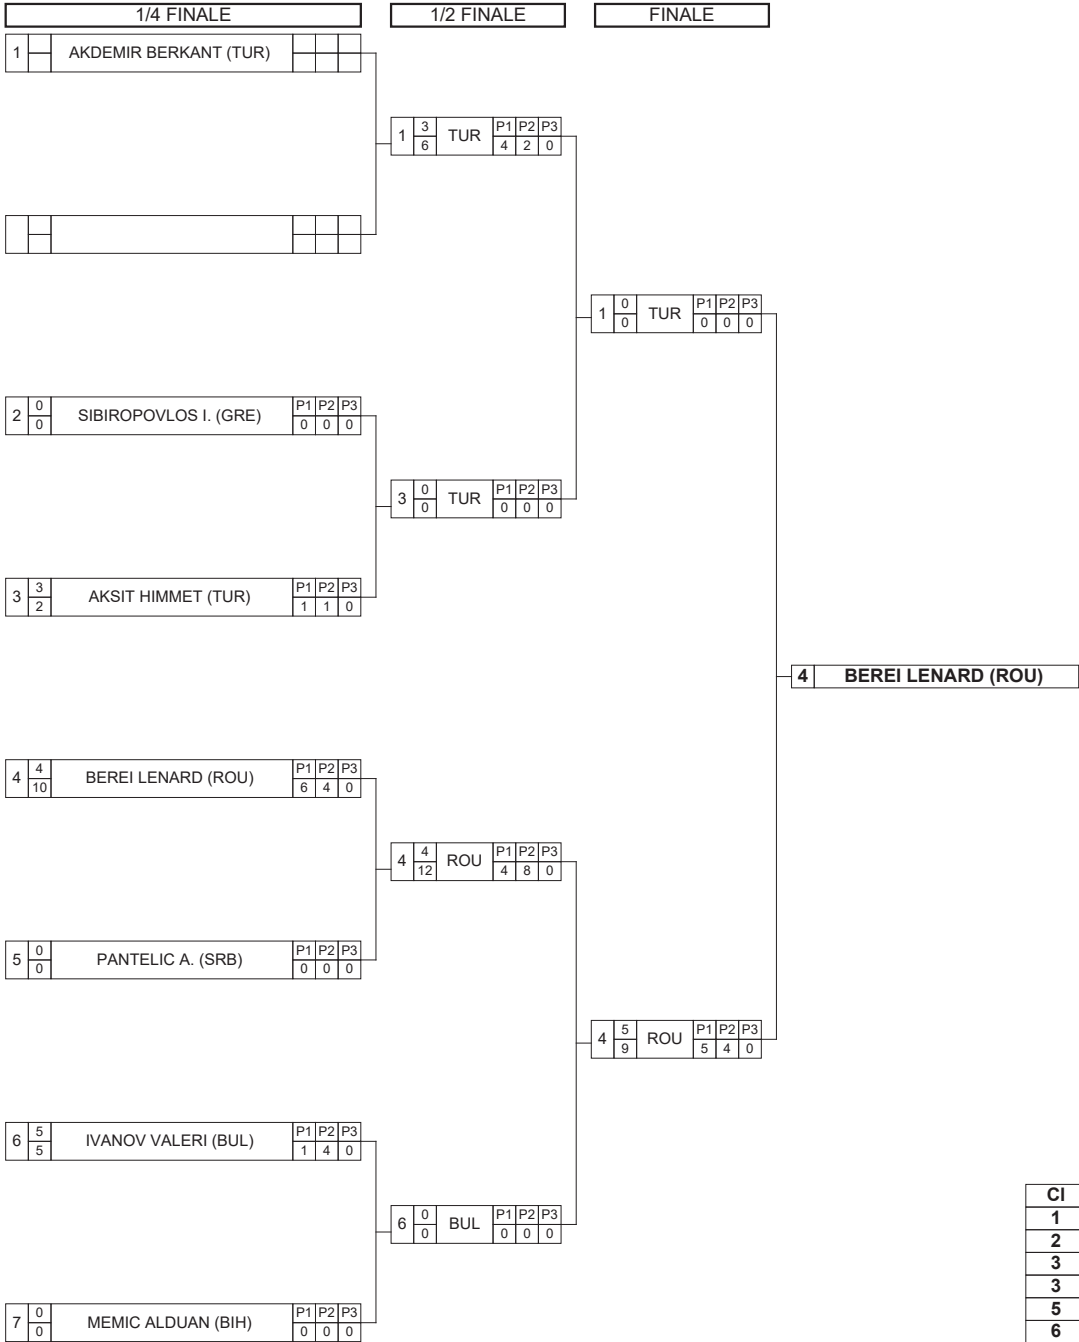 1/4 FINALE 1/2 FINALE FINALE
1 AKDEMIR BERKANT (TUR)
1 3 TUR P1 P2 P3
6 4 2 0
1 0 TUR P1 P2 P3
0 0 0 0
2 0 SIBIROPOVLOS I. (GRE) P1 P2 P3
0 0 0 0
3 0 TUR P1 P2 P3
0 0 0 0
3 3 AKSIT HIMMET (TUR) P1 P2 P3
2 1 1 0
4 BEREI LENARD (ROU)
4 4 BEREI LENARD (ROU) P1 P2 P3
10 6 4 0
4 4 ROU P1 P2 P3
12 4 8 0
5 0 PANTELIC A. (SRB) P1 P2 P3
0 0 0 0
4 5 ROU P1 P2 P3
9 5 4 0
6 5 IVANOV VALERI (BUL) P1 P2 P3
5 1 4 0
6 0 BUL P1 P2 P3
0 0 0 0
7 0 MEMIC ALDUAN (BIH) P1 P2 P3
0 0 0 0
Cl
1
2
3
3
5
6